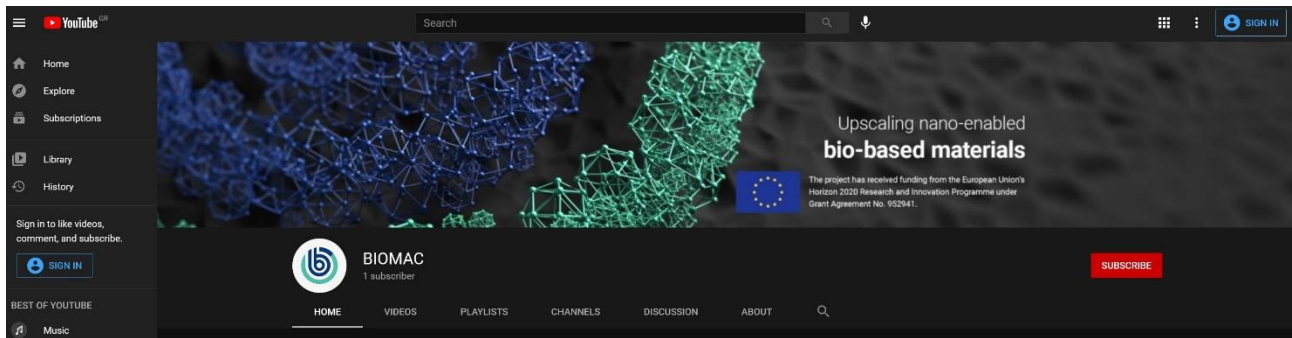 YouTube GR
Search
SIGN IN
Home
Explore
Subscriptions
Library
History
Sign in to like videos,
comment, and subscribe.
SIGN IN
BEST OF YOUTUBE
Music
Upscaling nano-enabled
bio-based materials
The project has received funding from the European Union's
Horizon 2020 Research and Innovation Programme under
Grant Agreement No. 952941.
BIOMAC
1 subscriber
SUBSCRIBE
HOME VIDEOS PLAYLISTS CHANNELS DISCUSSION ABOUT